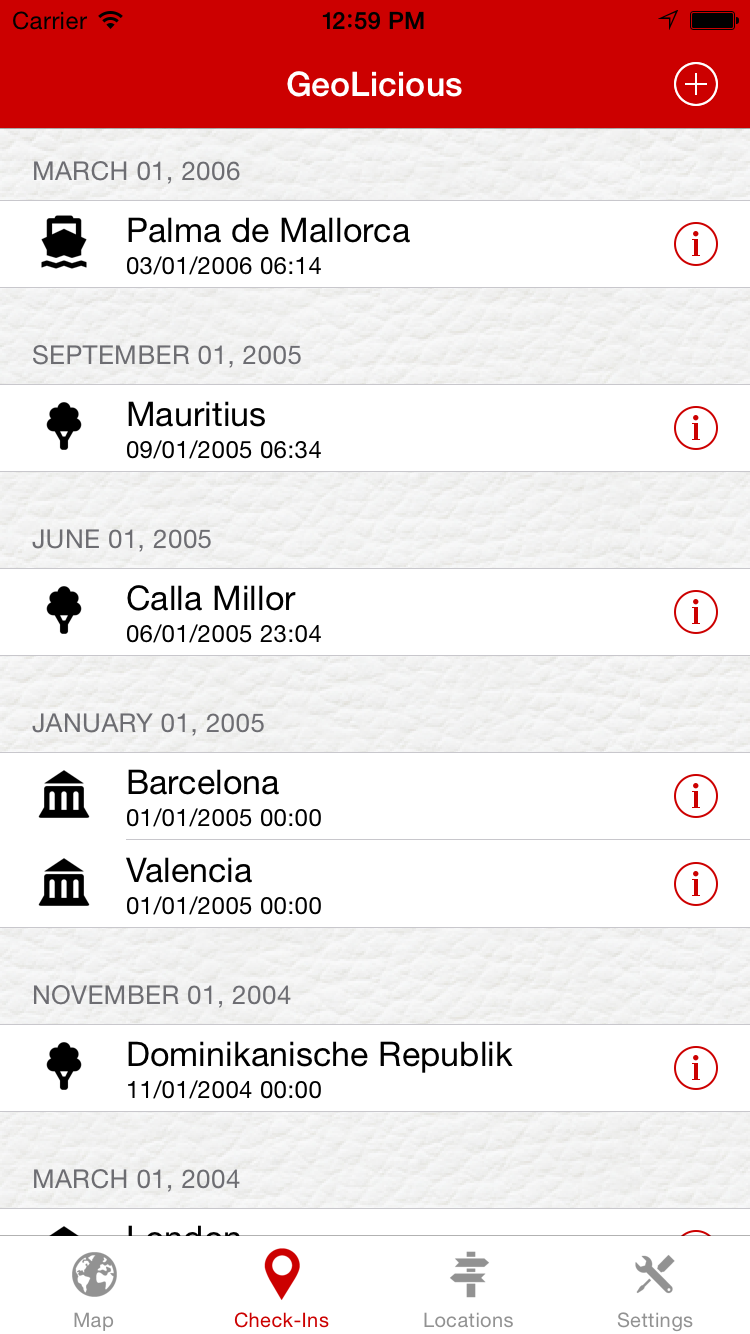 Carrier 12:59 PM
GeoLicious
MARCH 01, 2006
Palma de Mallorca
03/01/2006 06:14
SEPTEMBER 01, 2005
Mauritius
09/01/2005 06:34
JUNE 01, 2005
Calla Millor
06/01/2005 23:04
JANUARY 01, 2005
Barcelona
01/01/2005 00:00
Valencia
01/01/2005 00:00
NOVEMBER 01, 2004
Dominikanische Republik
11/01/2004 00:00
MARCH 01, 2004
London
Map Check-Ins Locations Settings